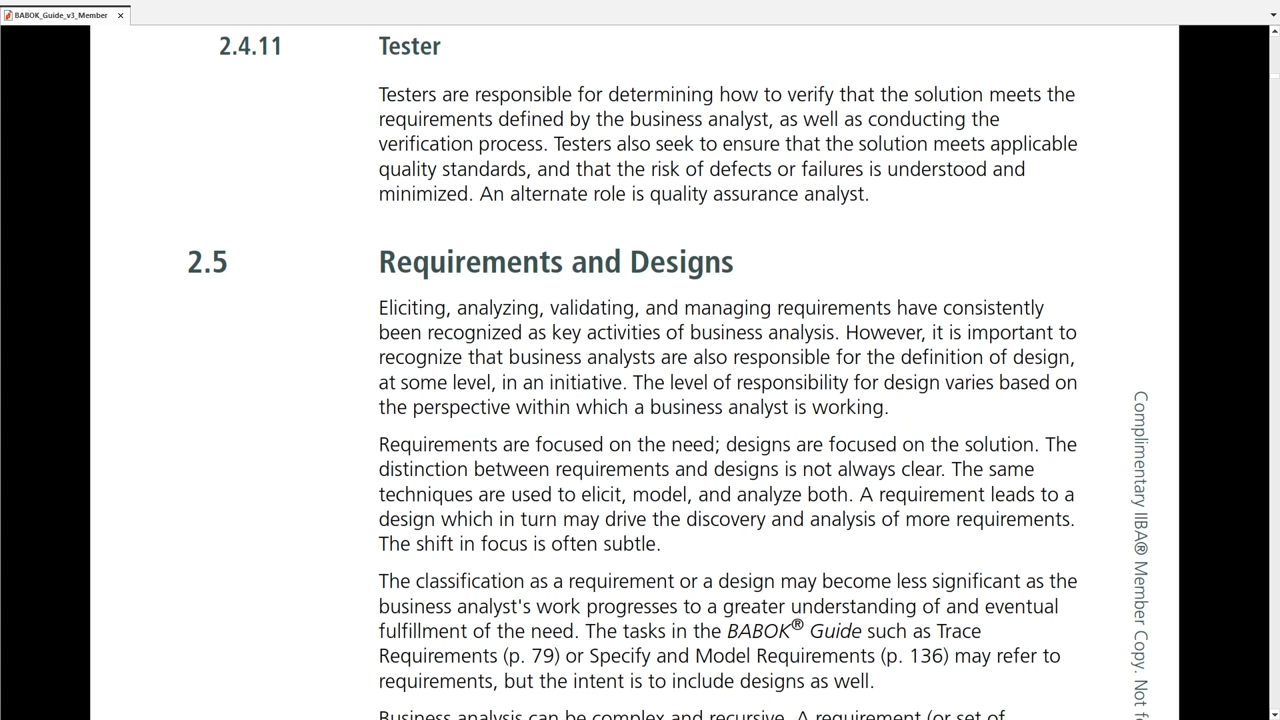 BABOK_Guide_v3_Member
2.4.11 Tester
Testers are responsible for determining how to verify that the solution meets the
requirements defined by the business analyst, as well as conducting the
verification process. Testers also seek to ensure that the solution meets applicable
quality standards, and that the risk of defects or failures is understood and
minimized. An alternate role is quality assurance analyst.
2.5 Requirements and Designs
Eliciting, analyzing, validating, and managing requirements have consistently
been recognized as key activities of business analysis. However, it is important to
recognize that business analysts are also responsible for the definition of design,
at some level, in an initiative. The level of responsibility for design varies based on
the perspective within which a business analyst is working.
Requirements are focused on the need; designs are focused on the solution. The
distinction between requirements and designs is not always clear. The same
techniques are used to elicit, model, and analyze both. A requirement leads to a
design which in turn may drive the discovery and analysis of more requirements.
The shift in focus is often subtle.
The classification as a requirement or a design may become less significant as the
business analyst's work progresses to a greater understanding of and eventual
fulfillment of the need. The tasks in the BABOK® Guide such as Trace
Requirements (p. 79) or Specify and Model Requirements (p. 136) may refer to
requirements, but the intent is to include designs as well.
Business analysis can be complex and recursive. A requirement (or set of
Complimentary IIBA® Member Copy. Not f